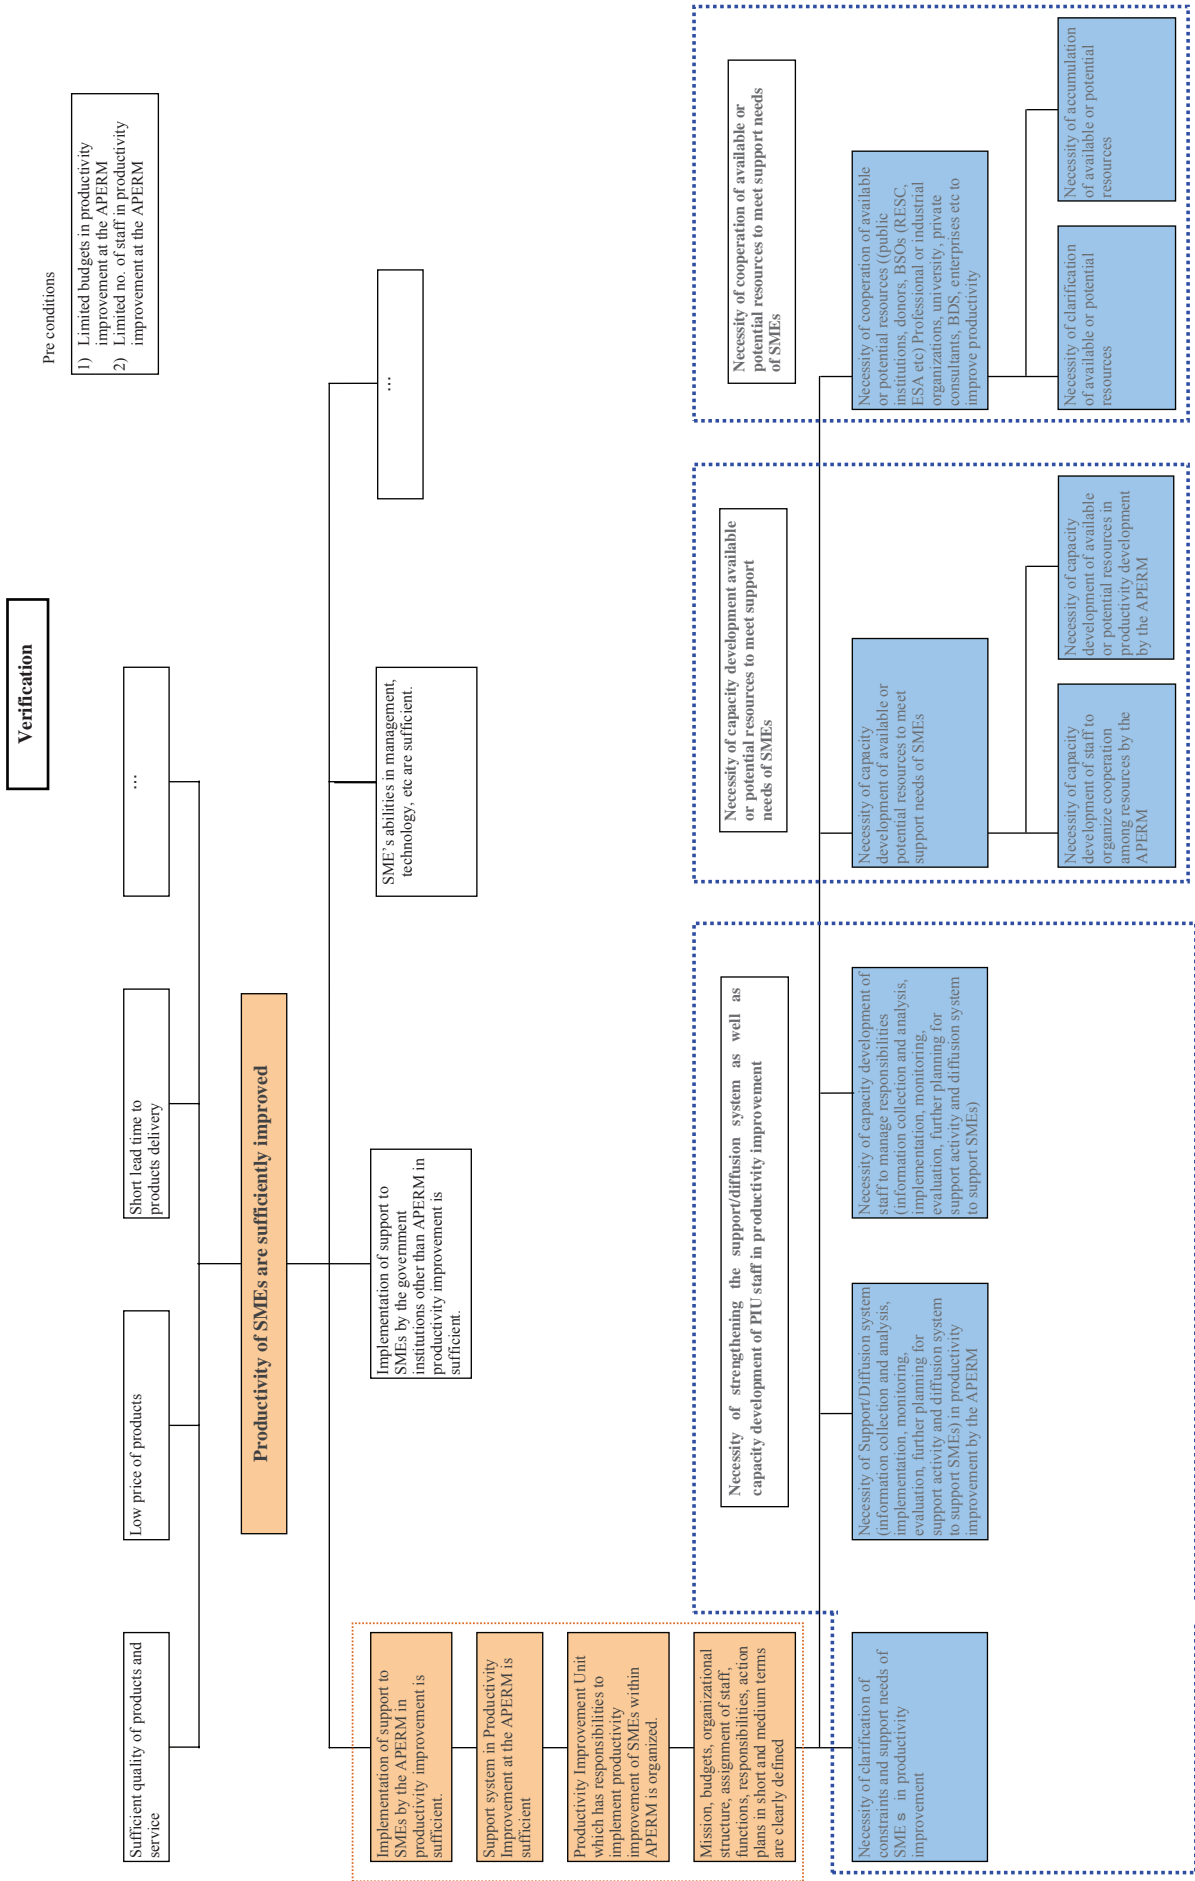 Verification
Pre conditions
1) Limited budgets in productivity
improvement at the APERM
2) Limited no. of staff in productivity
improvement at the APERM
Sufficient quality of products and
service
Low price of products
Short lead time to
products delivery
…
Productivity of SMEs are sufficiently improved
Implementation of support to
SMEs by the APERM in
productivity improvement is
sufficient.
Implementation of support to
SMEs by the government
institutions other than APERM in
productivity improvement is
sufficient.
SME's abilities in management,
technology, etc are sufficient.
…
Support system in Productivity
Improvement at the APERM is
sufficient
Productivity Improvement Unit
which has responsibilities to
implement productivity
improvement of SMEs within
APERM is organized.
Mission, budgets, organizational
structure, assignment of staff,
functions, responsibilities, action
plans in short and medium terms
are clearly defined
Necessity of strengthening the support/diffusion system as well as
capacity development of PIU staff in productivity improvement
Necessity of capacity development available
or potential resources to meet support
needs of SMEs
Necessity of cooperation of available or
potential resources to meet support needs
of SMEs
Necessity of clarification of
constraints and support needs of
SME s in productivity
improvement
Necessity of Support/Diffusion system
(information collection and analysis,
implementation, monitoring,
evaluation, further planning for
support activity and diffusion system
to support SMEs) in productivity
improvement by the APERM
Necessity of capacity development of
staff to manage responsibilities
(information collection and analysis,
implementation, monitoring,
evaluation, further planning for
support activity and diffusion system
to support SMEs)
Necessity of capacity
development of available or
potential resources to meet
support needs of SMEs
Necessity of cooperation of available
or potential resources ((public
institutions, donors, BSOs (RESC,
ESA etc) Professional or industrial
organizations, university, private
consultants, BDS, enterprises etc to
improve productivity
Necessity of capacity
development of staff to
organize cooperation
among resources by the
APERM
Necessity of capacity
development of available
or potential resources in
productivity development
by the APERM
Necessity of clarification
of available or potential
resources
Necessity of accumulation
of available or potential
resources